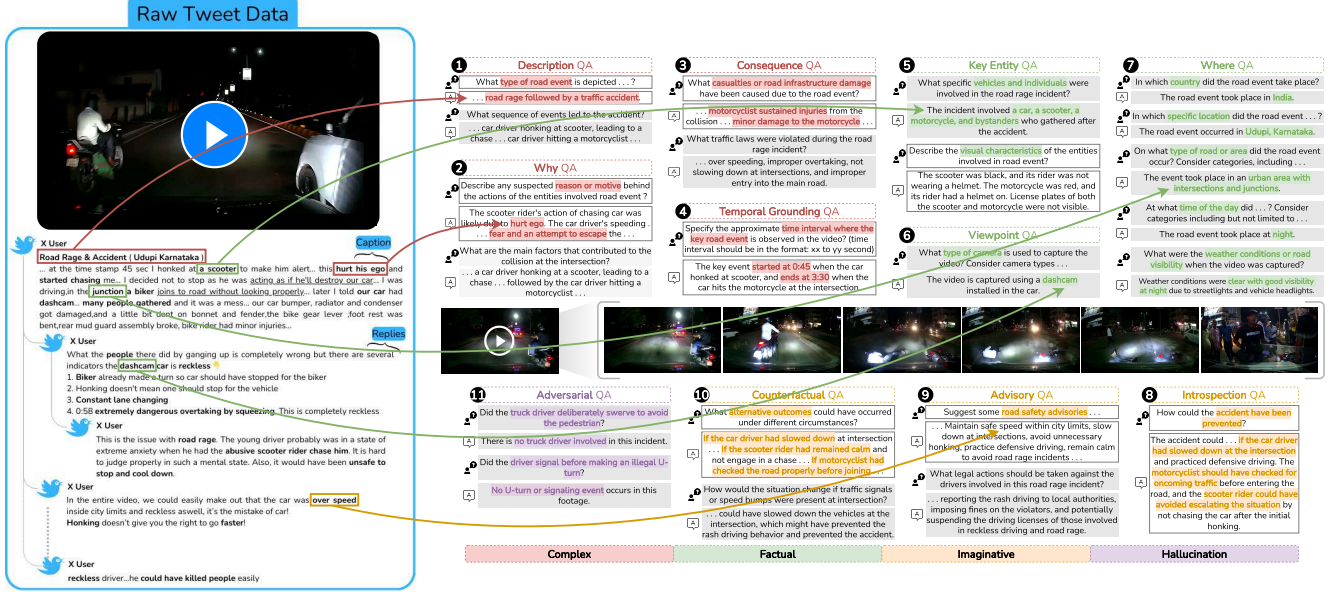 Raw Tweet Data
X User
Caption
Road Rage & Accident ( Udupi Karnataka )
... at the time stamp 45 sec I honked at a scooter to make him alert... this hurt his ego and
started chasing me... I decided not to stop as he was acting as if he'll destroy our car... I was
driving,in the junction a biker joins to road without looking properly... later I told our car had
dashcam... many people gathered and it was a mess... our car bumper, radiator and condenser
got damaged,and a little bit dent on bonnet and fender,the bike gear lever ,foot rest was
bent,rear mud guard assembly broke, bike rider had minor injuries...
Replies
X User
What the people there did by ganging up is completely wrong but there are several
indicators the dashcam car is reckless 👇
1. Biker already made a turn so car should have stopped for the biker
2. Honking doesn't mean one should stop for the vehicle
3. Constant lane changing
4. 0:58 extremely dangerous overtaking by squeezing. This is completely reckless
X User
This is the issue with road rage. The young driver probably was in a state of
extreme anxiety when he had the abusive scooter rider chase him. It is hard
to judge properly in such a mental state. Also, it would have been unsafe to
stop and cool down.
X User
In the entire video, we could easily make out that the car was over speed
inside city limits and reckless aswell, it's the mistake of car!
Honking doesn't give you the right to go faster!
X User
reckless driver...he could have killed people easily
1 Description QA
What type of road event is depicted . . . ?
. . . road rage followed by a traffic accident.
What sequence of events led to the accident?
. . . car driver honking at scooter, leading to a
chase . . . car driver hitting a motorcyclist . . .
2 Why QA
Describe any suspected reason or motive behind
the actions of the entities involved road event ?
The scooter rider's action of chasing car was
likely due to hurt ego. The car driver's speeding .
. . . fear and an attempt to escape the . . .
What are the main factors that contributed to the
collision at the intersection?
. . . a car driver honking at a scooter, leading to a
chase . . . followed by the car driver hitting a
motorcyclist . . .
3 Consequence QA
What casualties or road infrastructure damage
have been caused due to the road event?
. . . motorcyclist sustained injuries from the
collision . . . minor damage to the motorcycle . . .
What traffic laws were violated during the road
rage incident?
. . . over speeding, improper overtaking, not
slowing down at intersections, and improper
entry into the main road.
4 Temporal Grounding QA
Specify the approximate time interval where the
key road event is observed in the video? (time
interval should be in the format: xx to yy second)
The key event started at 0:45 when the car
honked at scooter, and ends at 3:30 when the
car hits the motorcycle at the intersection.
5 Key Entity QA
What specific vehicles and individuals were
involved in the road rage incident?
The incident involved a car, a scooter, a
motorcycle, and bystanders who gathered after
the accident.
Describe the visual characteristics of the entities
involved in road event?
The scooter was black, and its rider was not
wearing a helmet. The motorcycle was red, and
its rider had a helmet on. License plates of both
the scooter and motorcycle were not visible.
6 Viewpoint QA
What type of camera is used to capture the
video? Consider camera types . . .
The video is captured using a dashcam
installed in the car.
7 Where QA
In which country did the road event take place?
The road event took place in India.
In which specific location did the road event . . . ?
The road event occurred in Udupi, Karnataka.
On what type of road or area did the road event
occur? Consider categories, including . . .
The event took place in an urban area with
intersections and junctions.
At what time of the day did . . . ? Consider
categories including but not limited to . . .
The road event took place at night.
What were the weather conditions or road
visibility when the video was captured?
Weather conditions were clear with good visibility
at night due to streetlights and vehicle headlights.
11 Adversarial QA
Did the truck driver deliberately swerve to avoid
the pedestrian?
There is no truck driver involved in this incident.
Did the driver signal before making an illegal U-
turn?
No U-turn or signaling event occurs in this
footage.
10 Counterfactual QA
What alternative outcomes could have occurred
under different circumstances?
If the car driver had slowed down at intersection
. . . If the scooter rider had remained calm and
not engage in a chase . . . If motorcyclist had
checked the road properly before joining . . .
How would the situation change if traffic signals
or speed bumps were present at intersection?
. . . could have slowed down the vehicles at the
intersection, which might have prevented the
rash driving behavior and prevented the accident.
9 Advisory QA
Suggest some road safety advisories . . .
. . . Maintain safe speed within city limits, slow
down at intersections, avoid unnecessary
honking, practice defensive driving, remain calm
to avoid road rage incidents . . .
What legal actions should be taken against the
drivers involved in this road rage incident?
. . . reporting the rash driving to local authorities,
imposing fines on the violators, and potentially
suspending the driving licenses of those involved
in reckless driving and road rage.
8 Introspection QA
How could the accident have been
prevented?
The accident could . . . if the car driver
had slowed down at the intersection
and practiced defensive driving. The
motorcyclist should have checked for
oncoming traffic before entering the
road, and the scooter rider could have
avoided escalating the situation by
not chasing the car after the initial
honking.
Complex
Factual
Imaginative
Hallucination